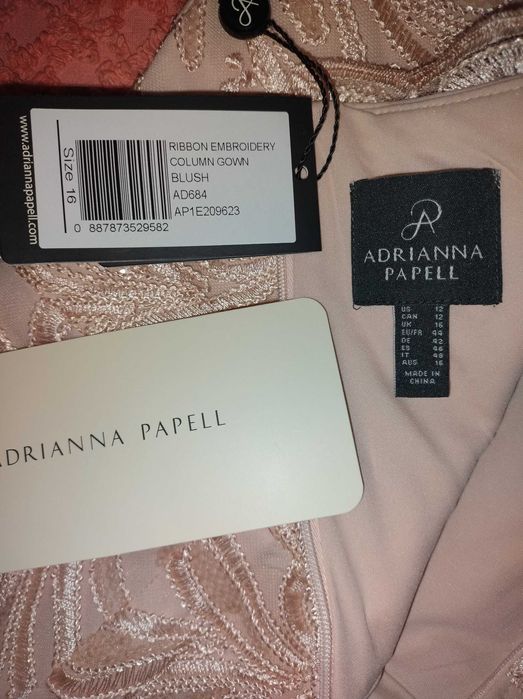 www.adriannapapell.com
Size 16
RIBBON EMBROIDERY
COLUMN GOWN
BLUSH
AD684
AP1E209623
0 887873529582
ADRIANNA
PAPELL
US 12
CAN 12
UK 16
EU/FR 44
DE 42
ES 46
IT 48
AUS 16
MADE IN
CHINA
ADRIANNA PAPELL